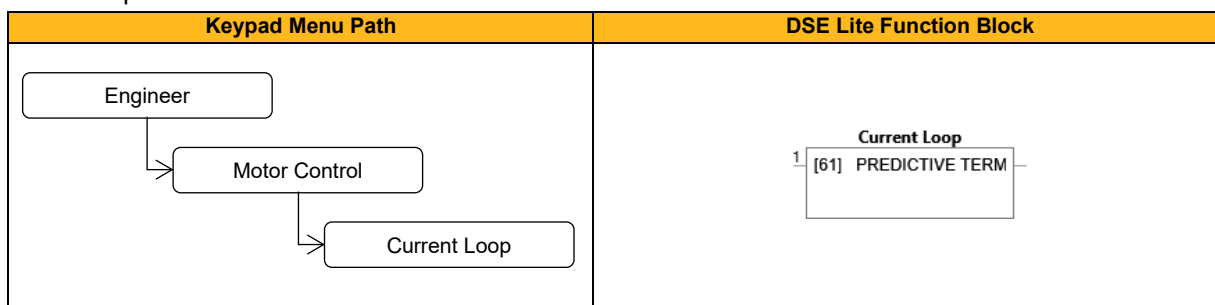 Keypad Menu Path
DSE Lite Function Block
Engineer
Motor Control
Current Loop
Current Loop
1
[61] PREDICTIVE TERM